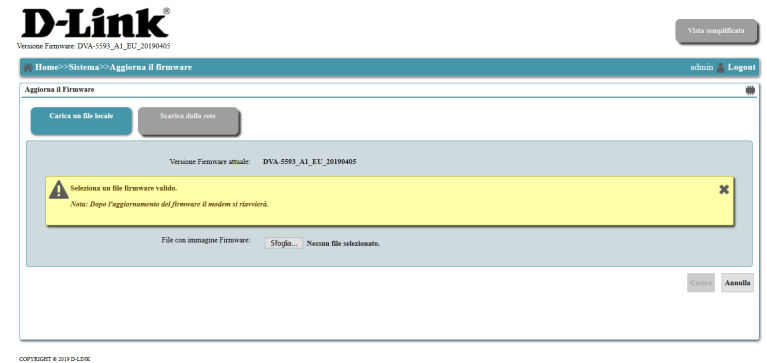 D-Link®
Versione Firmware: DVA-5593_A1_EU_20190405
Vista semplificata
Home>>Sistema>>Aggiorna il firmware
admin Logout
Aggiorna il Firmware
Carica un file locale
Scarica dalla rete
Versione Firmware attuale: DVA-5593_A1_EU_20190405
Seleziona un file firmware valido.
Nota: Dopo l'aggiornamento del firmware il modem si riavvierà.
File con immagine Firmware: Sfoglia... Nessun file selezionato.
Carica Annulla
COPYRIGHT © 2019 D-LINK